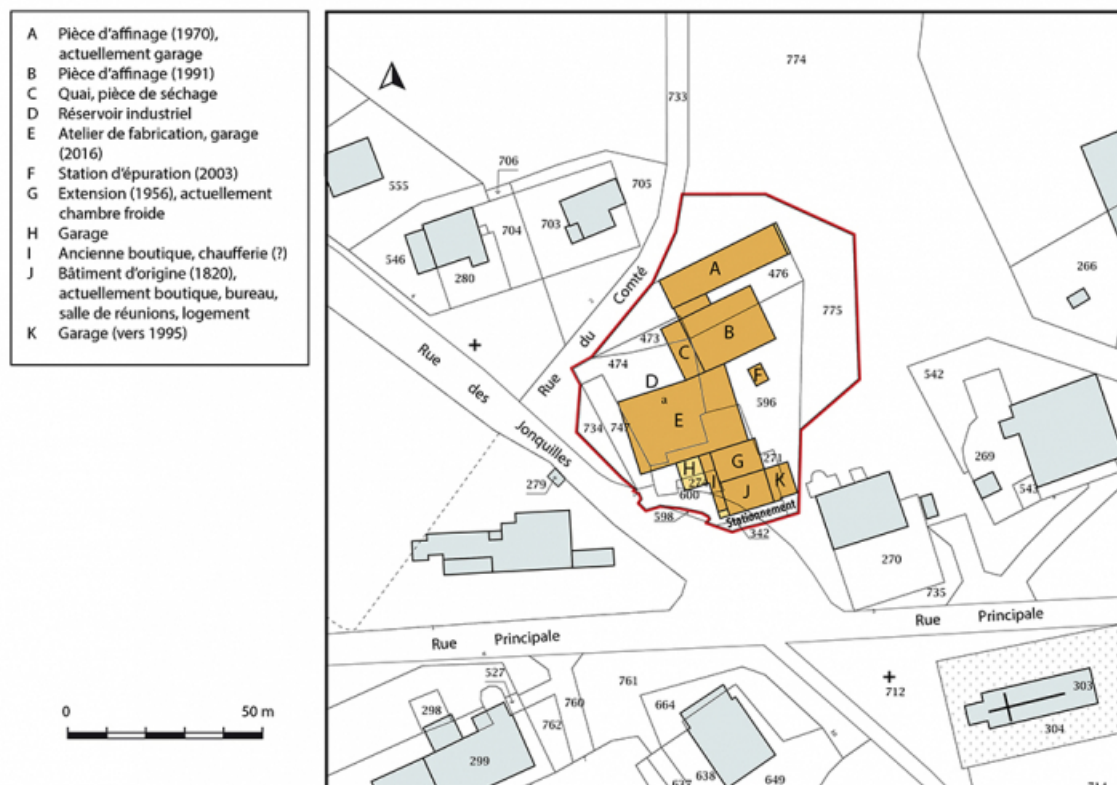 A Pièce d'affinage (1970),
actuellement garage
B Pièce d'affinage (1991)
C Quai, pièce de séchage
D Réservoir industriel
E Atelier de fabrication, garage
(2016)
F Station d'épuration (2003)
G Extension (1956), actuellement
chambre froide
H Garage
I Ancienne boutique, chaufferie (?)
J Bâtiment d'origine (1820),
actuellement boutique, bureau,
salle de réunions, logement
K Garage (vers 1995)
774
733
706
555
705
704
703
546
280
A
476
266
Rue du Comté
775
473
B
474
C
D
F
542
Rue des Jonquilles
a
E
596
734
747
269
G
271
H
274
I
J
K
279
600
598
Stationnement
342
270
735
Rue Principale
Rue Principale
527
761
712
760
664
303
298
762
304
299
638
649
0 50 m